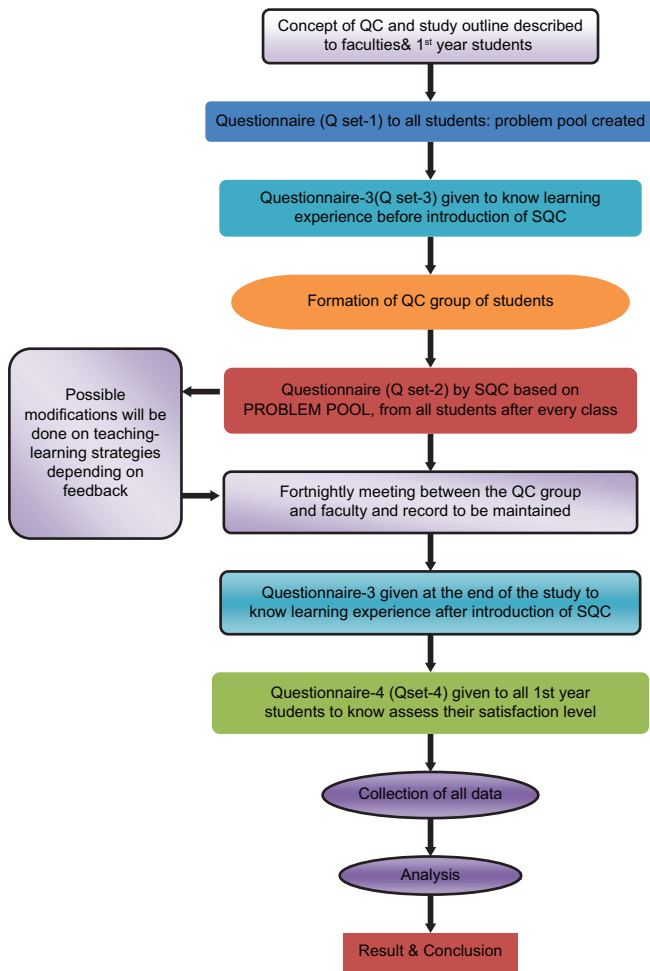 Concept of QC and study outline described
to faculties& 1st year students
Questionnaire (Q set-1) to all students: problem pool created
Questionnaire-3(Q set-3) given to know learning
experience before introduction of SQC
Formation of QC group of students
Questionnaire (Q set-2) by SQC based on
PROBLEM POOL, from all students after every class
Possible
modifications will be
done on teaching-
learning strategies
depending on
feedback
Fortnightly meeting between the QC group
and faculty and record to be maintained
Questionnaire-3 given at the end of the study to
know learning experience after introduction of SQC
Questionnaire-4 (Qset-4) given to all 1st year
students to know assess their satisfaction level
Collection of all data
Analysis
Result & Conclusion